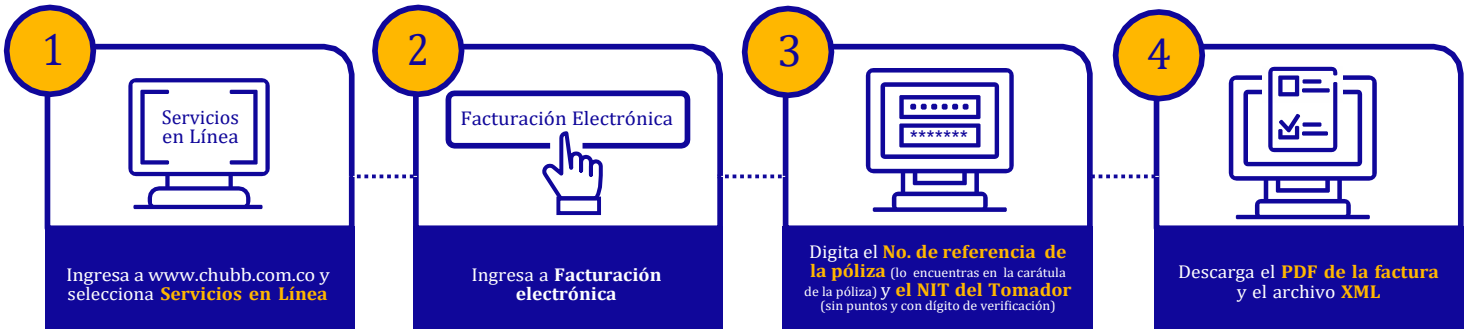 1
Servicios
en Línea
Ingresa a www.chubb.com.co y
selecciona Servicios en Línea
2
Facturación Electrónica
Ingresa a Facturación
electrónica
3
*******
Digita el No. de referencia de
la póliza (lo encuentras en la carátula
de la póliza) y el NIT del Tomador
(sin puntos y con dígito de verificación)
4
Descarga el PDF de la factura
y el archivo XML